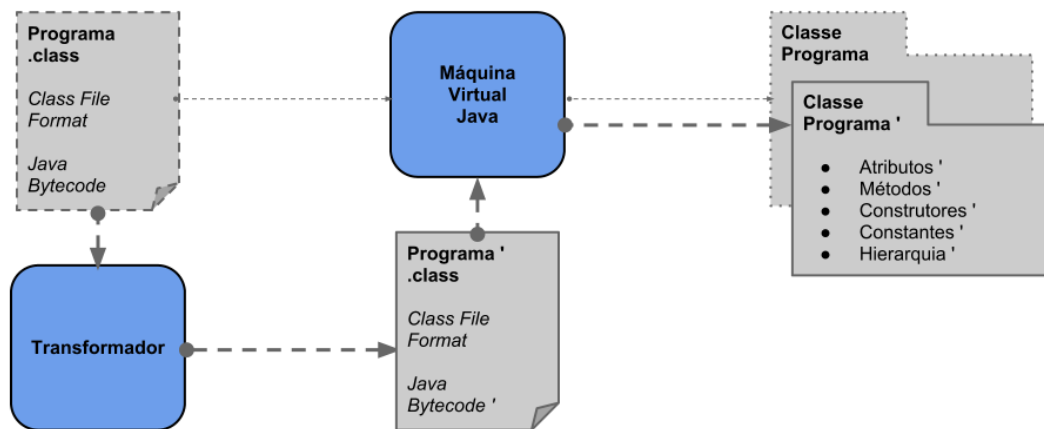 Programa
.class
Class File
Format
Java
Bytecode
Máquina
Virtual
Java
Classe
Programa
Classe
Programa '
● Atributos '
● Métodos '
● Construtores '
● Constantes '
● Hierarquia '
Transformador
Programa '
.class
Class File
Format
Java
Bytecode '